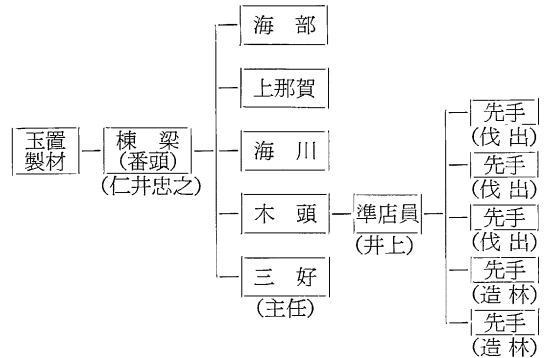 玉置
製材
棟梁
(番頭)
(仁井忠之)
海部
上那賀
海川
木頭
三好
(主任)
準店員
(井上)
先手
(伐出)
先手
(伐出)
先手
(伐出)
先手
(造林)
先手
(造林)